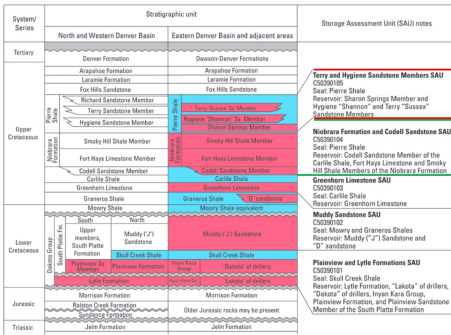 System/
Series
Stratigraphic unit
North and Western Denver Basin
Eastern Denver Basin and adjacent areas
Storage Assessment Unit (SAU) notes
Tertiary
Denver Formation
Dawson-Denver Formations
Upper
Cretaceous
Arapahoe Formation
Arapahoe Formation
Laramie Formation
Laramie Formation
Fox Hills Sandstone
Fox Hills Sandstone
Pierre
Shale
Richard Sandstone Member
Terry Sandstone Member
Hygiene Sandstone Member
Pierre Shale
Terry "Sussex" Ss. Member
Hygiene "Shannon" Ss. Member
Sharon Springs Member
Niobrara
Formation
Smoky Hill Shale Member
Fort Hays Limestone Member
Niobrara
Formation
Smoky Hill Shale Member
Fort Hays Limestone Member
Codell Sandstone Member
Codell Sandstone Member
Carlile Shale
Carlile Shale
Greenhorn Limestone
Greenhorn Limestone
Graneros Shale
Graneros Shale
"D" sandstone
Lower
Cretaceous
Mowry Shale
Mowry Shale equivalent
Dakota Group
South Platte Fm.
South
North
Upper
members,
South Platte
Formation
Muddy (J)
Sandstone
Muddy (J) Sandstone
Skull Creek Shale
Skull Creek Shale
Plainview Ss.
Member
Plainview Formation
Inyan Kara
Group
"Dakota" of drillers
Lytle Formation
"Lakota" of drillers
Jurassic
Morrison Formation
Morrison Formation
Ralston Creek Formation
Sundance Formation
Older Jurassic rocks may be present
Triassic
Jelm Formation
Jelm Formation
Terry and Hygiene Sandstone Members SAU
C50390105
Seal: Pierre Shale
Reservoir: Sharon Springs Member and
Hygiene "Shannon" and Terry "Sussex"
Sandstone Members
Niobrara Formation and Codell Sandstone SAU
C50390104
Seal: Pierre Shale
Reservoir: Codell Sandstone Member of the
Carlile Shale, Fort Hays Limestone and Smoky
Hill Shale Members of the Niobrara Formation
Greenhorn Limestone SAU
C50390103
Seal: Carlile Shale
Reservoir: Greenhorn Limestone
Muddy Sandstone SAU
C50390102
Seal: Mowry and Graneros Shales
Reservoir: Muddy ("J") Sandstone and
"D" sandstone
Plainview and Lytle Formations SAU
C50390101
Seal: Skull Creek Shale
Reservoir: Lytle Formation, "Lakota" of drillers,
"Dakota" of drillers, Inyan Kara Group,
Plainview Formation, and Plainview Sandstone
Member of the South Platte Formation